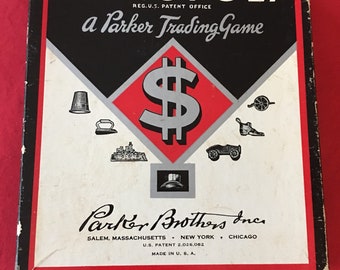 REG. U.S. PATENT OFFICE
A Parker Trading Game
$
Parker Brothers Inc.
SALEM, MASSACHUSETTS • NEW YORK • CHICAGO
U.S. PATENT 2,026,082
MADE IN U.S.A.